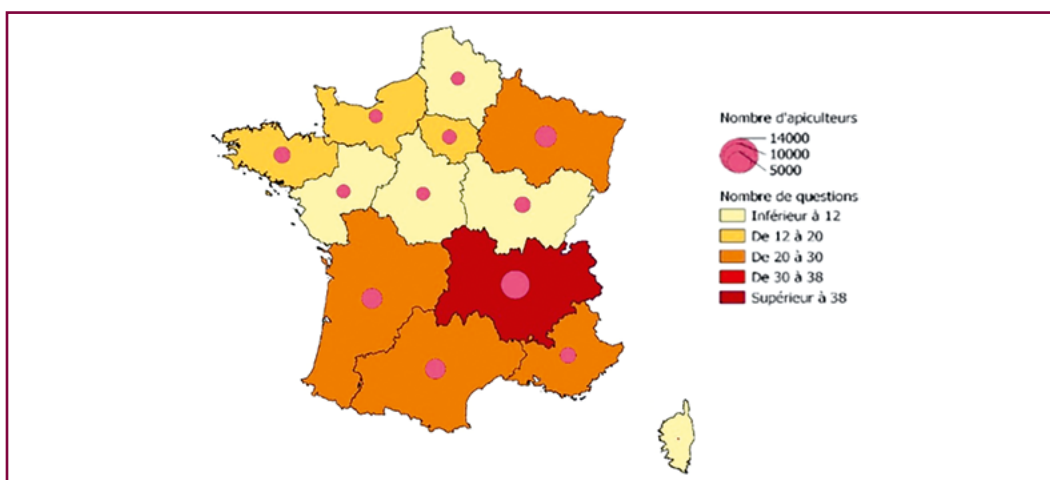 Nombre d'apiculteurs
14000
10000
5000
Nombre de questions
Inférieur à 12
De 12 à 20
De 20 à 30
De 30 à 38
Supérieur à 38